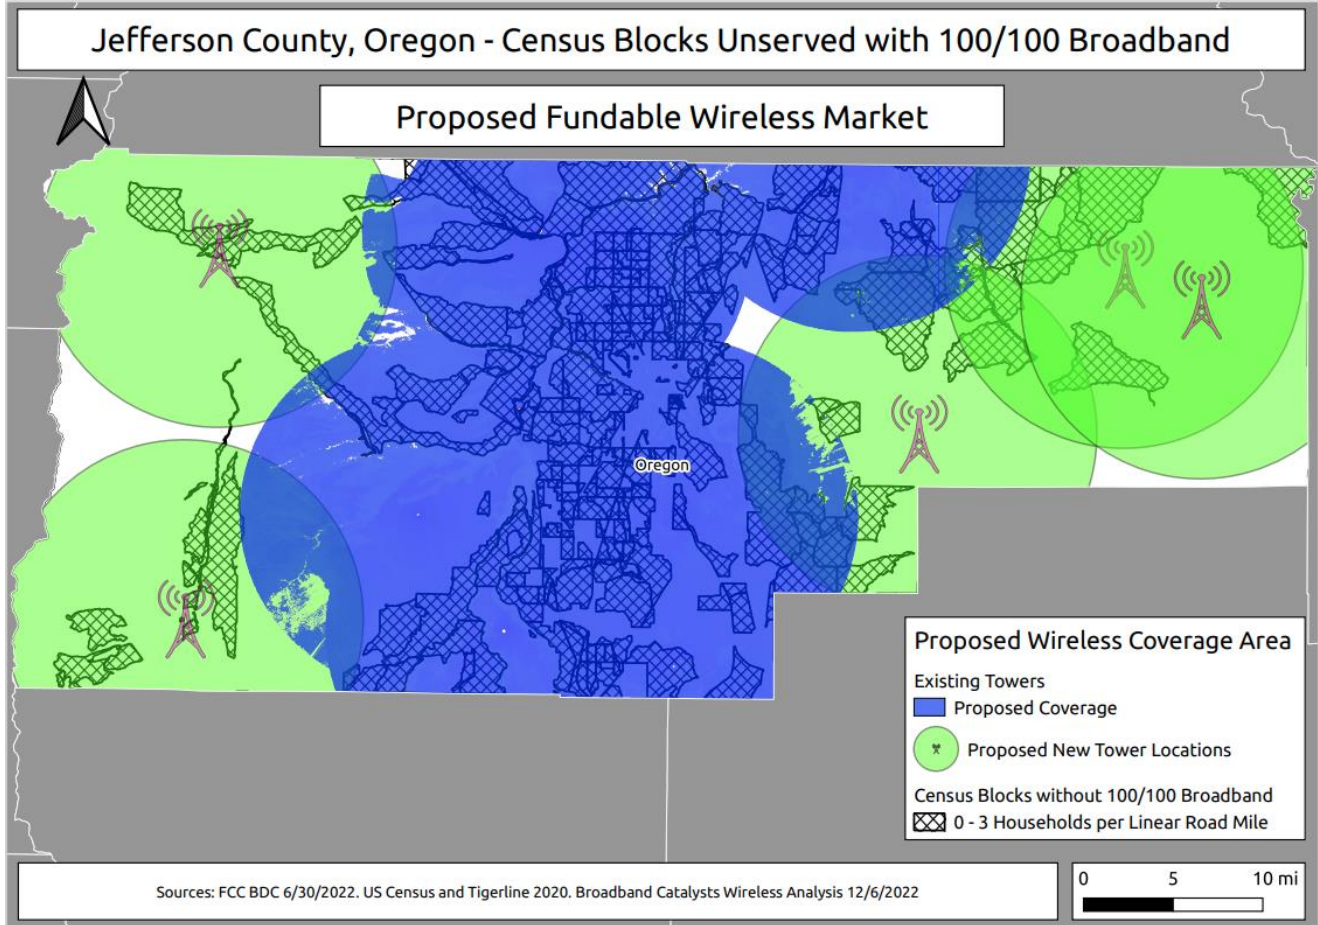 Jefferson County, Oregon - Census Blocks Unserved with 100/100 Broadband
Proposed Fundable Wireless Market
Oregon
Proposed Wireless Coverage Area
Existing Towers
Proposed Coverage
Proposed New Tower Locations
Census Blocks without 100/100 Broadband
0 - 3 Households per Linear Road Mile
Sources: FCC BDC 6/30/2022. US Census and Tigerline 2020. Broadband Catalysts Wireless Analysis 12/6/2022
0 5 10 mi